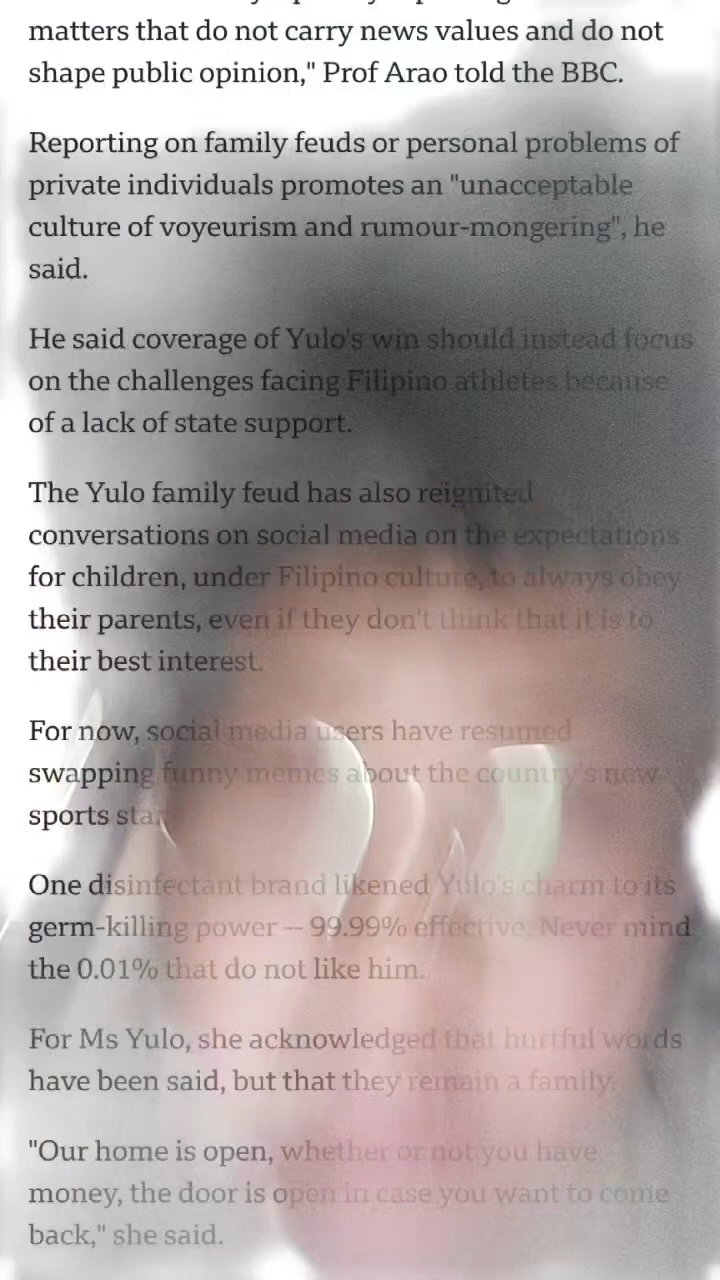 matters that do not carry news values and do not
shape public opinion," Prof Arao told the BBC.
Reporting on family feuds or personal problems of
private individuals promotes an "unacceptable
culture of voyeurism and rumour-mongering", he
said.
He said coverage of Yulo's win should instead focus
on the challenges facing Filipino athletes because
of a lack of state support.
The Yulo family feud has also reignited
conversations on social media on the expectations
for children, under Filipino culture, to always obey
their parents, even if they don't think that it is to
their best interest.
For now, social media users have resumed
swapping funny memes about the country's new
sports star.
One disinfectant brand likened Yulo's charm to its
germ-killing power -- 99.99% effective. Never mind
the 0.01% that do not like him.
For Ms Yulo, she acknowledged that hurtful words
have been said, but that they remain a family.
"Our home is open, whether or not you have
money, the door is open in case you want to come
back," she said.